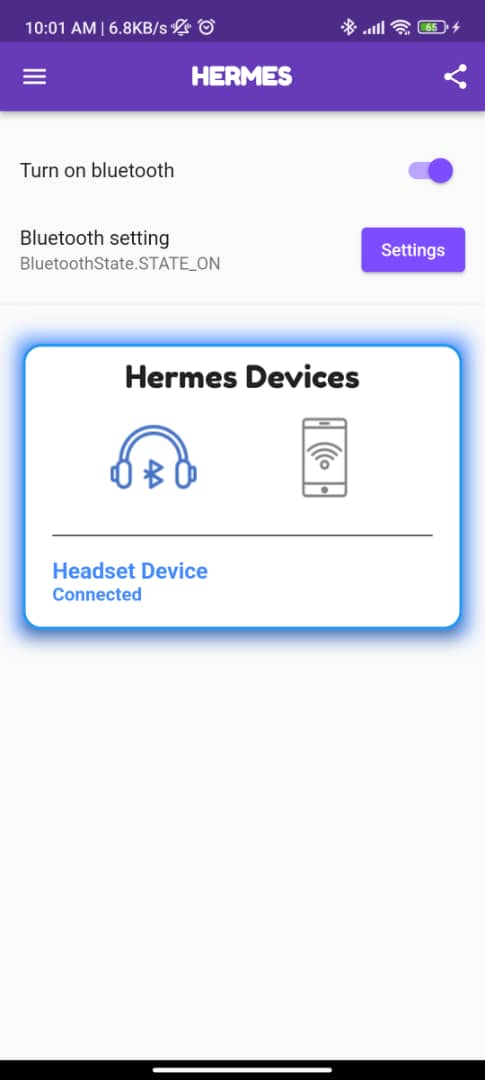 10:01 AM | 6.8KB/s
65
HERMES
Turn on bluetooth
Bluetooth setting
BluetoothState.STATE_ON
Settings
Hermes Devices
Headset Device
Connected